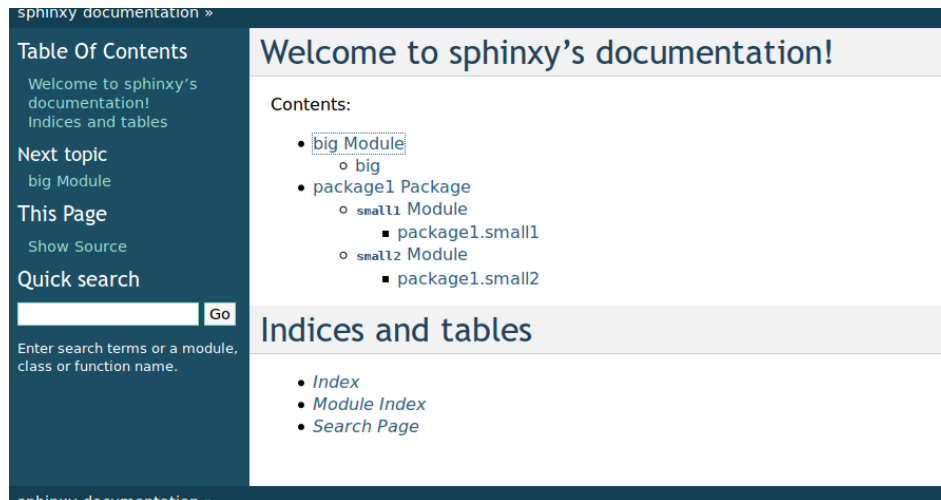 sphinxy documentation »
Table Of Contents
Welcome to sphinxy’s
documentation!
Indices and tables
Next topic
big Module
This Page
Show Source
Quick search
Go
Enter search terms or a module,
class or function name.
Welcome to sphinxy’s documentation!
Contents:
big Module
big
package1 Package
small1 Module
package1.small1
small2 Module
package1.small2
Indices and tables
Index
Module Index
Search Page
sphinxy documentation »